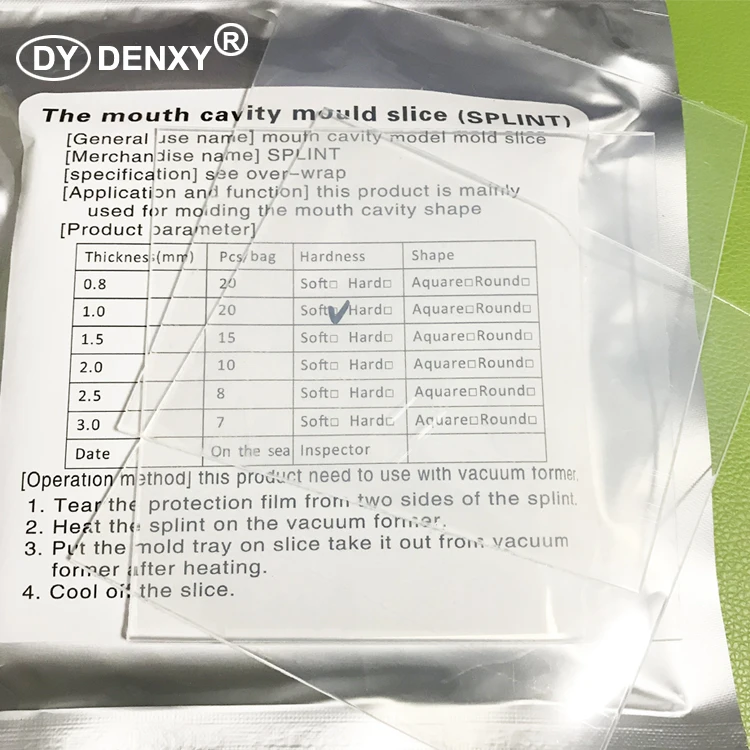 DY DENXY®
The mouth cavity mould slice (SPLINT)
[General use name] mouth cavity model mold slice
[Merchandise name] SPLINT
[specification] see over-wrap
[Application and function] this product is mainly
used for molding the mouth cavity shape
[Product parameter]
Thickness(mm) Pcs/bag Hardness Shape
0.8 20 Soft□ Hard□ Aquare□Round□
1.0 20 Soft□ Hard□ Aquare□Round□
1.5 15 Soft□ Hard□ Aquare□Round□
2.0 10 Soft□ Hard□ Aquare□Round□
2.5 8 Soft□ Hard□ Aquare□Round□
3.0 7 Soft□ Hard□ Aquare□Round□
Date On the sea Inspector
[Operation method] this product need to use with vacuum former.
1. Tear the protection film from two sides of the splint.
2. Heat the splint on the vacuum former.
3. Put the mold tray on slice take it out from vacuum
former after heating.
4. Cool off the slice.